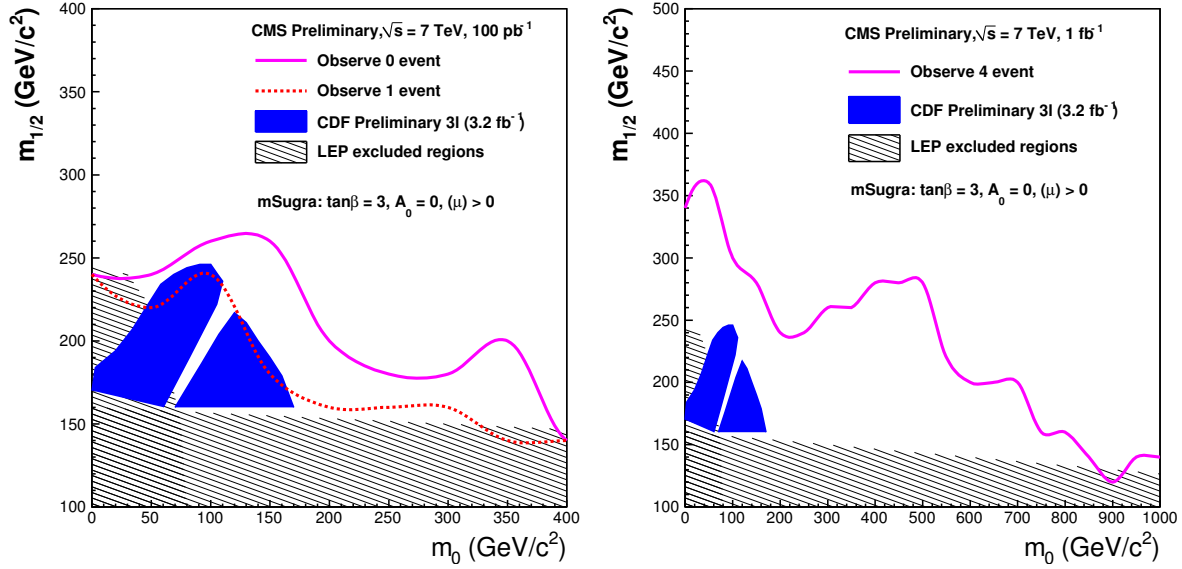 CMS Preliminary,√s = 7 TeV, 100 pb⁻¹
Observe 0 event
Observe 1 event
CDF Preliminary 3l (3.2 fb⁻¹)
LEP excluded regions
mSugra: tanβ = 3, A₀ = 0, (μ) > 0
m₁/₂ (GeV/c²)
400
350
300
250
200
150
100
0 50 100 150 200 250 300 350 400
m₀ (GeV/c²)
CMS Preliminary,√s = 7 TeV, 1 fb⁻¹
Observe 4 event
CDF Preliminary 3l (3.2 fb⁻¹)
LEP excluded regions
mSugra: tanβ = 3, A₀ = 0, (μ) > 0
m₁/₂ (GeV/c²)
500
450
400
350
300
250
200
150
100
0 100 200 300 400 500 600 700 800 900 1000
m₀ (GeV/c²)